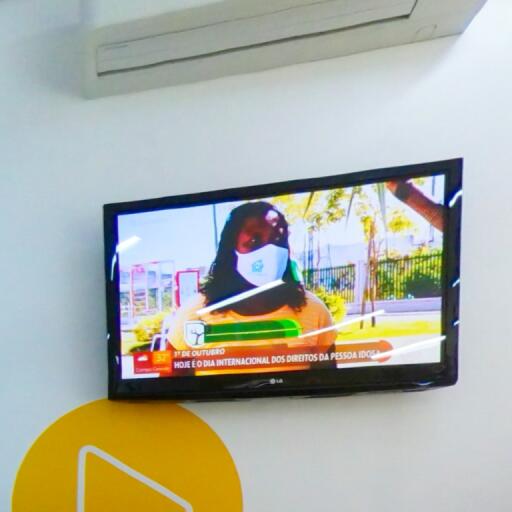 32°
Campo Grande
1º DE OUTUBRO
HOJE É O DIA INTERNACIONAL DOS DIREITOS DA PESSOA IDOSA
LG